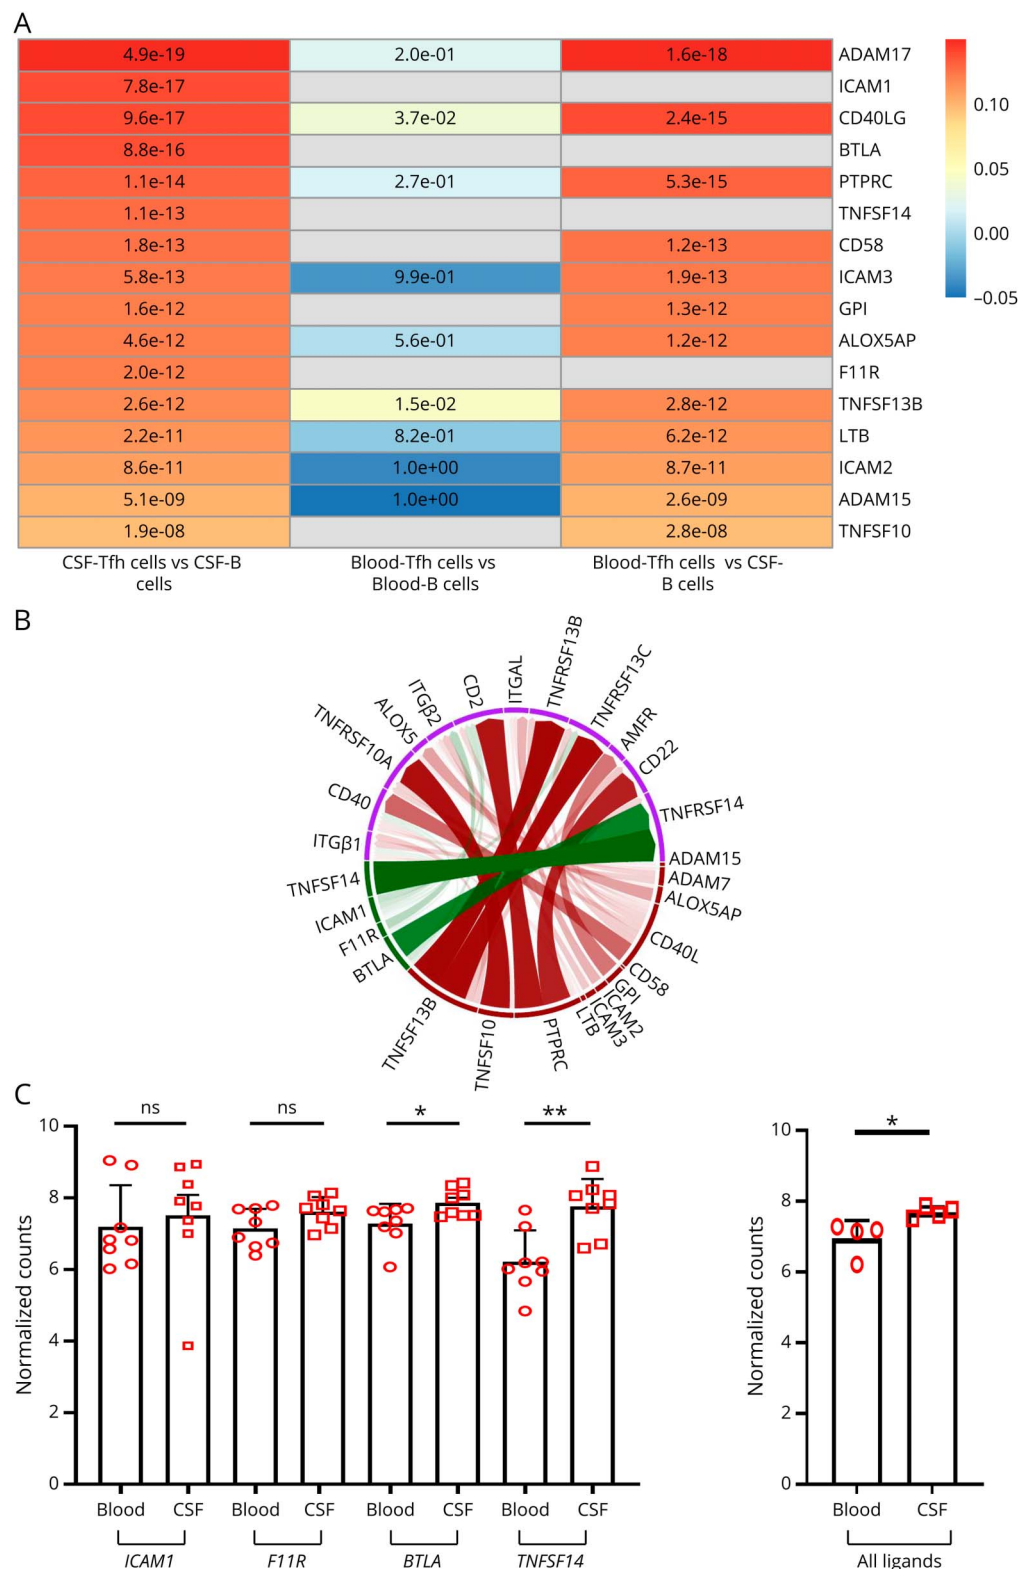 A
4.9e-19 2.0e-01 1.6e-18 ADAM17
7.8e-17 ICAM1
9.6e-17 3.7e-02 2.4e-15 CD40LG
8.8e-16 BTLA
1.1e-14 2.7e-01 5.3e-15 PTPRC
1.1e-13 TNFSF14
1.8e-13 1.2e-13 CD58
5.8e-13 9.9e-01 1.9e-13 ICAM3
1.6e-12 1.3e-12 GPI
4.6e-12 5.6e-01 1.2e-12 ALOX5AP
2.0e-12 F11R
2.6e-12 1.5e-02 2.8e-12 TNFSF13B
2.2e-11 8.2e-01 6.2e-12 LTB
8.6e-11 1.0e+00 8.7e-11 ICAM2
5.1e-09 1.0e+00 2.6e-09 ADAM15
1.9e-08 2.8e-08 TNFSF10
0.10
0.05
0.00
−0.05
CSF-Tfh cells vs CSF-B
cells
Blood-Tfh cells vs
Blood-B cells
Blood-Tfh cells vs CSF-
B cells
B
ITGβ1
CD40
TNFRSF10A
ALOX5
ITGβ2
CD2
ITGAL
TNFRSF13B
TNFRSF13C
AMFR
CD22
TNFRSF14
ADAM15
ADAM7
ALOX5AP
CD40L
CD58
GPI
ICAM2
ICAM3
LTB
PTPRC
TNFSF10
TNFSF13B
BTLA
F11R
ICAM1
TNFSF14
C
Normalized counts
10
8
6
4
2
0
ns ns * **
Blood CSF Blood CSF Blood CSF Blood CSF
ICAM1 F11R BTLA TNFSF14
Normalized counts
10
8
6
4
2
0
*
Blood CSF
All ligands